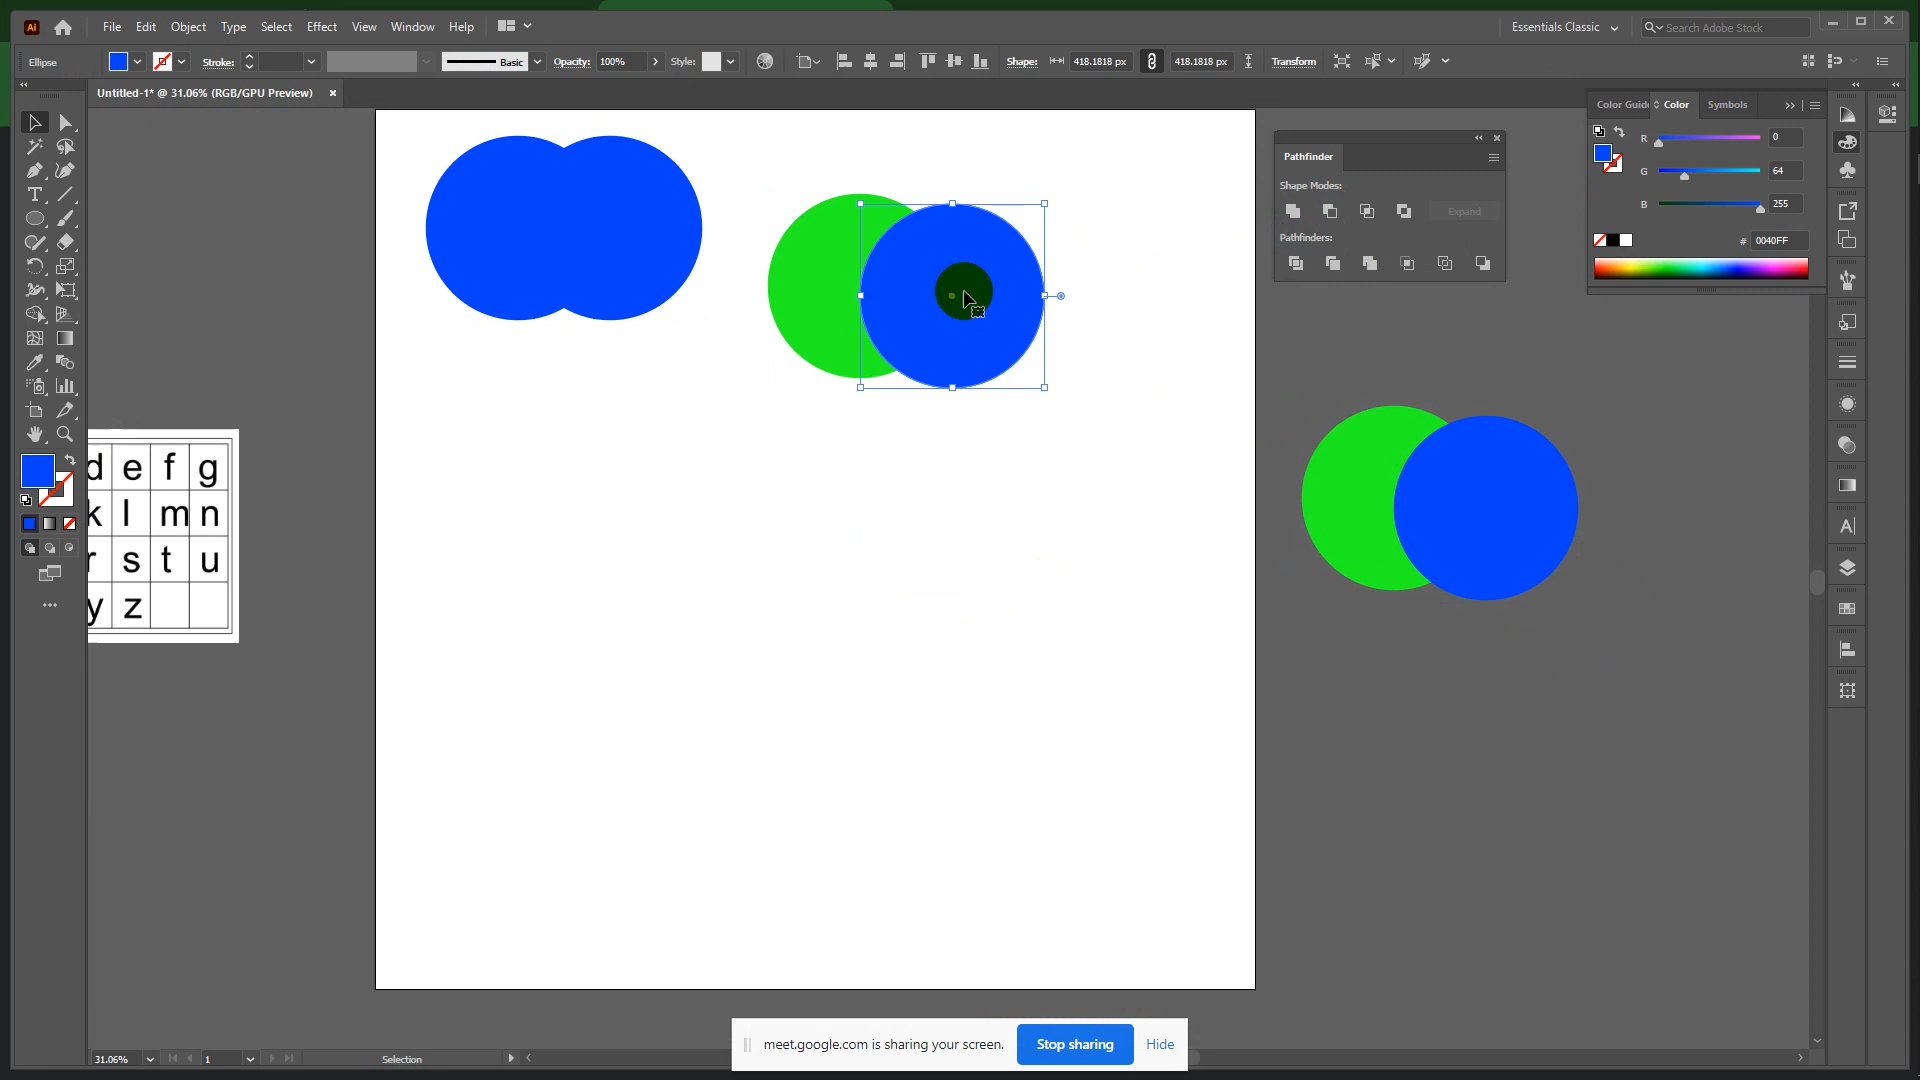 Ai File Edit Object Type Select Effect View Window Help Essentials Classic Search Adobe Stock
Ellipse Stroke: Basic Opacity: 100% Style: Shape: 418.1818 px 418.1818 px Transform
Untitled-1* @ 31.06% (RGB/GPU Preview) ×
Color Guid Color Symbols
R 0
G 64
B 255
# 0040FF
Pathfinder
Shape Modes:
Expand
Pathfinders:
d e f g
k l m n
r s t u
y z
31.06% 1 Selection
meet.google.com is sharing your screen. Stop sharing Hide